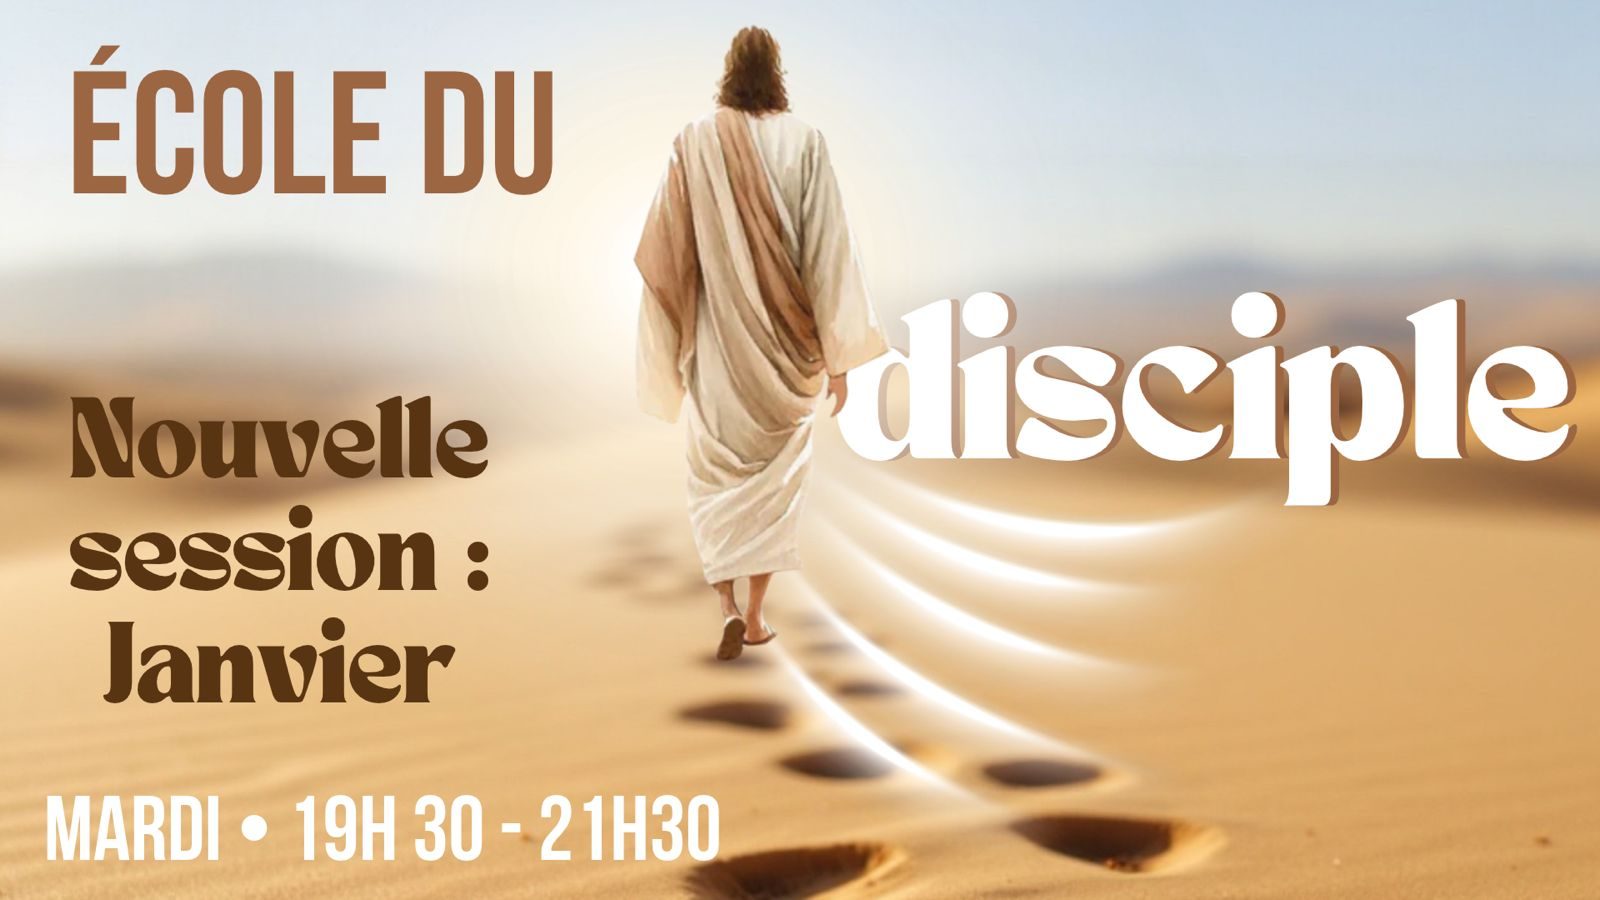 ÉCOLE DU
disciple
Nouvelle
session :
Janvier
MARDI • 19H 30 - 21H30